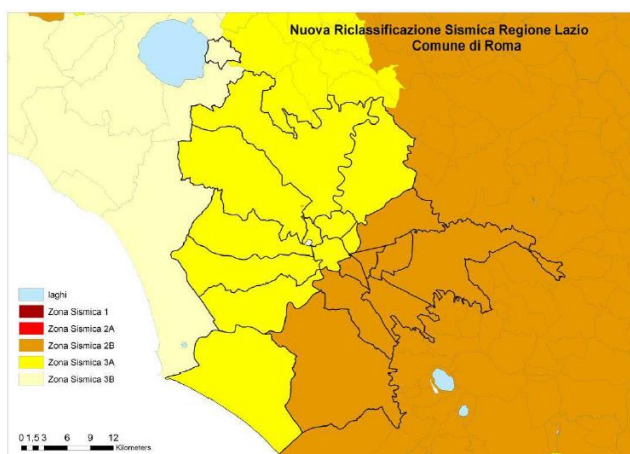 Nuova Riclassificazione Sismica Regione Lazio
Comune di Roma
laghi
Zona Sismica 1
Zona Sismica 2A
Zona Sismica 2B
Zona Sismica 3A
Zona Sismica 3B
0 1,5 3 6 9 12
Kilometers